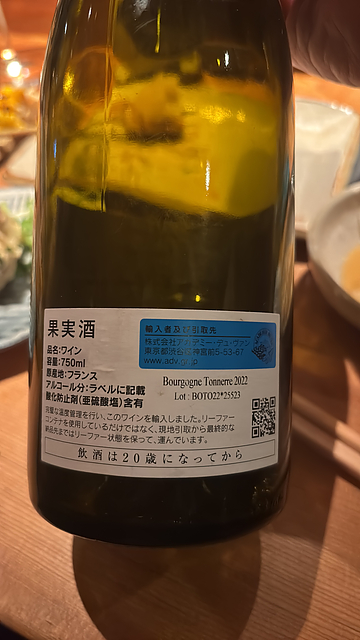 果実酒
品名:ワイン
容量:750ml
原産地:フランス
アルコール分:ラベルに記載
酸化防止剤(亜硫酸塩)含有
輸入者及び引取先
株式会社アカデミー・デュ・ヴァン
東京都渋谷区神宮前5-53-67
www.adv.gr.jp
Bourgogne Tonnerre 2022
Lot : BOTO22*25523
完璧な温度管理を行い、このワインを輸入しました。リーファー
コンテナを使用しているだけではなく、現地引取から最終的な
納品先まではリーファー状態を保って、運んでいます。
飲酒は20歳になってから